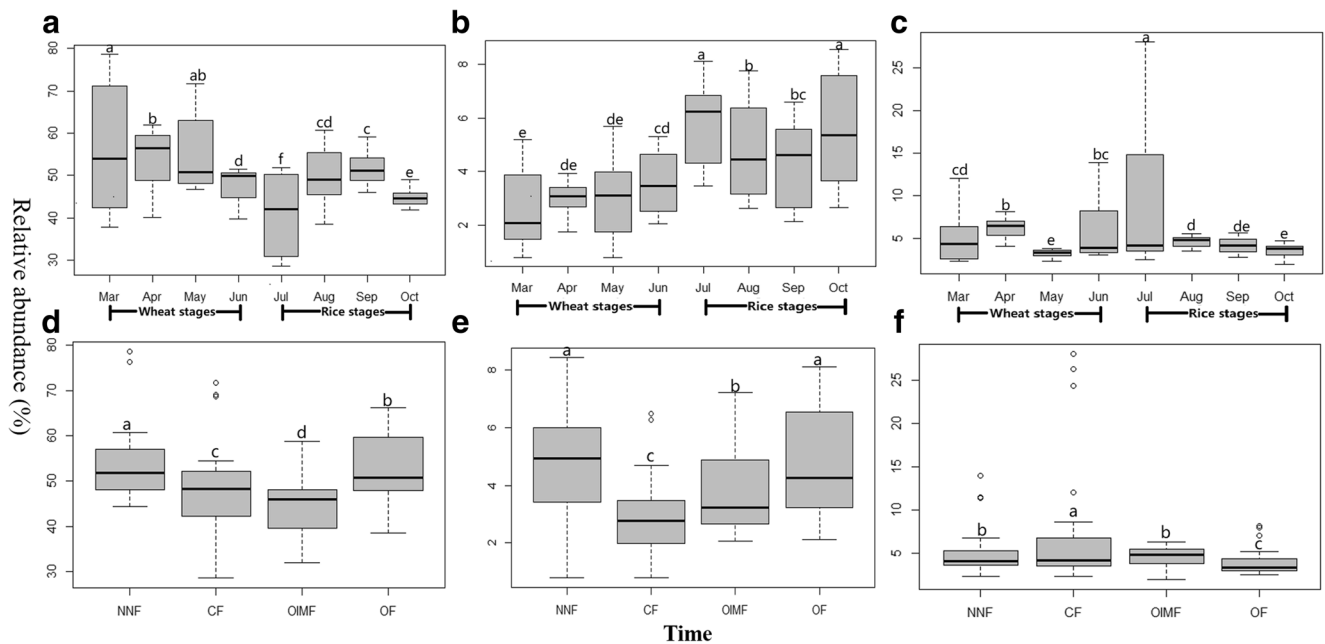 a
80
70
60
50
40
30
a
b
ab
d
f
cd
c
e
Mar Apr May Jun Jul Aug Sep Oct
Wheat stages Rice stages
b
8
6
4
2
e
de
de
cd
a
b
bc
a
Mar Apr May Jun Jul Aug Sep Oct
Wheat stages Rice stages
c
25
20
15
10
5
cd
b
e
bc
a
d
de
e
Mar Apr May Jun Jul Aug Sep Oct
Wheat stages Rice stages
Relative abundance (%)
d
80
70
60
50
40
30
a
c
d
b
NNF CF OIMF OF
e
8
6
4
2
a
c
b
a
NNF CF OIMF OF
f
25
20
15
10
5
b
a
b
c
NNF CF OIMF OF
Time